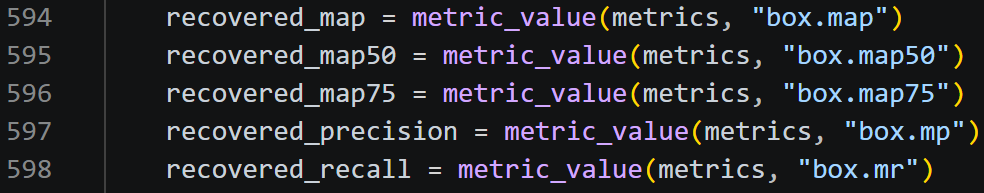 594 recovered_map = metric_value(metrics, "box.map")
595 recovered_map50 = metric_value(metrics, "box.map50")
596 recovered_map75 = metric_value(metrics, "box.map75")
597 recovered_precision = metric_value(metrics, "box.mp")
598 recovered_recall = metric_value(metrics, "box.mr")